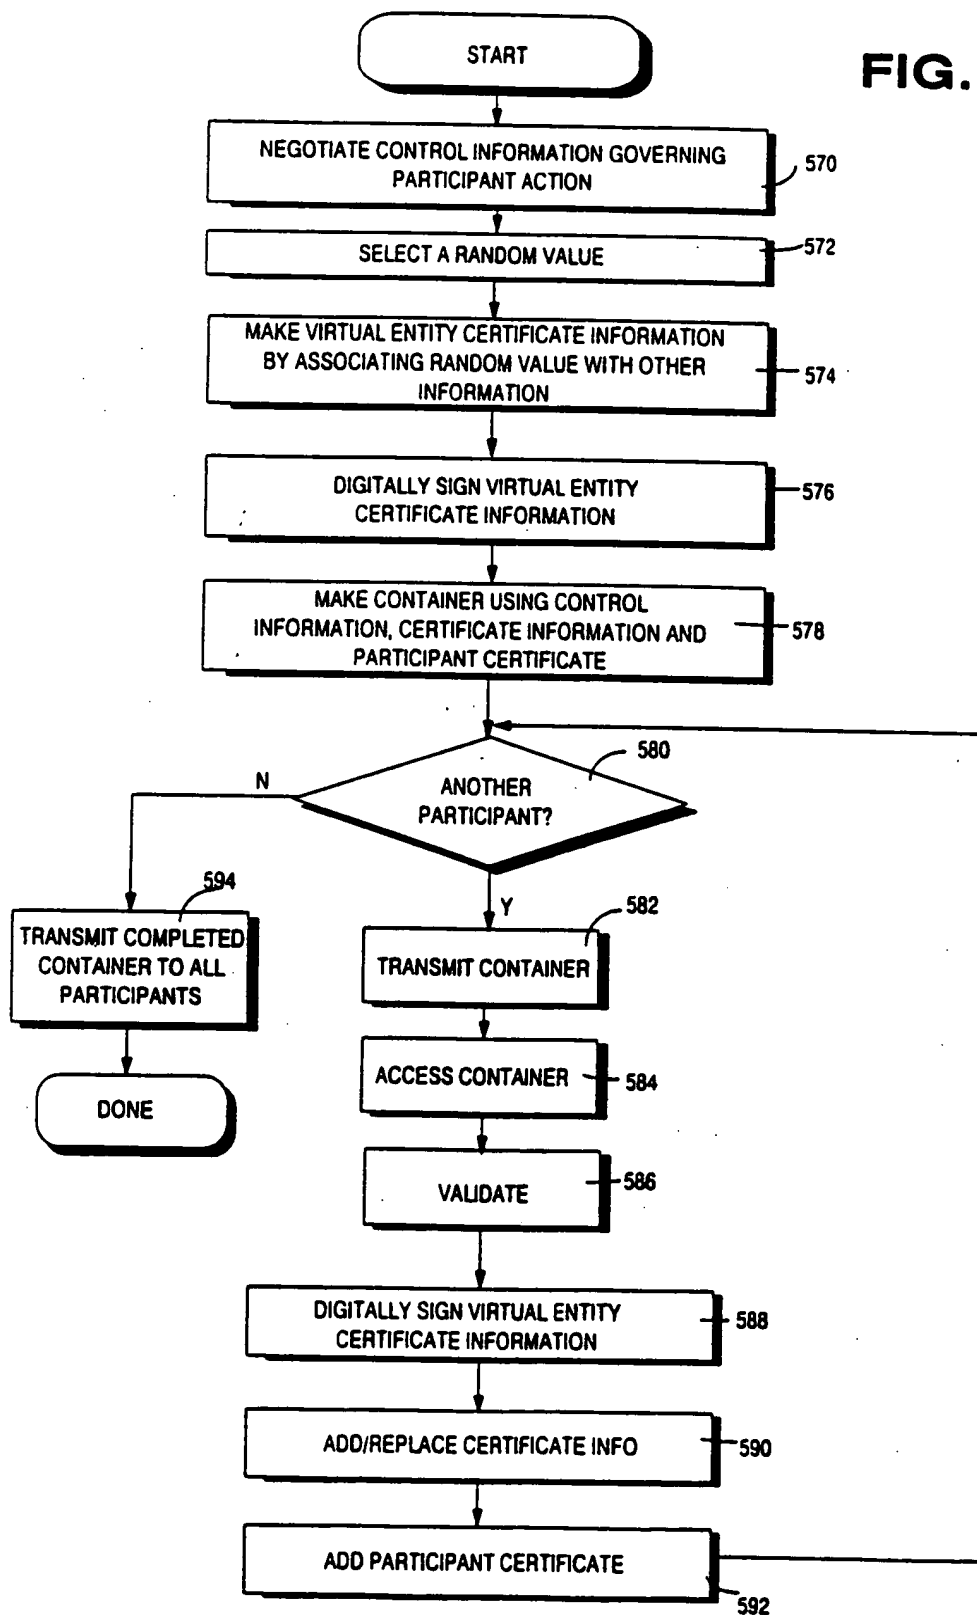 START
FIG.
NEGOTIATE CONTROL INFORMATION GOVERNING
PARTICIPANT ACTION
570
SELECT A RANDOM VALUE
572
MAKE VIRTUAL ENTITY CERTIFICATE INFORMATION
BY ASSOCIATING RANDOM VALUE WITH OTHER
INFORMATION
574
DIGITALLY SIGN VIRTUAL ENTITY
CERTIFICATE INFORMATION
576
MAKE CONTAINER USING CONTROL
INFORMATION, CERTIFICATE INFORMATION AND
PARTICIPANT CERTIFICATE
578
580
N
ANOTHER
PARTICIPANT?
594
Y
582
TRANSMIT COMPLETED
CONTAINER TO ALL
PARTICIPANTS
TRANSMIT CONTAINER
ACCESS CONTAINER
584
DONE
VALIDATE
586
DIGITALLY SIGN VIRTUAL ENTITY
CERTIFICATE INFORMATION
588
ADD/REPLACE CERTIFICATE INFO
590
ADD PARTICIPANT CERTIFICATE
592